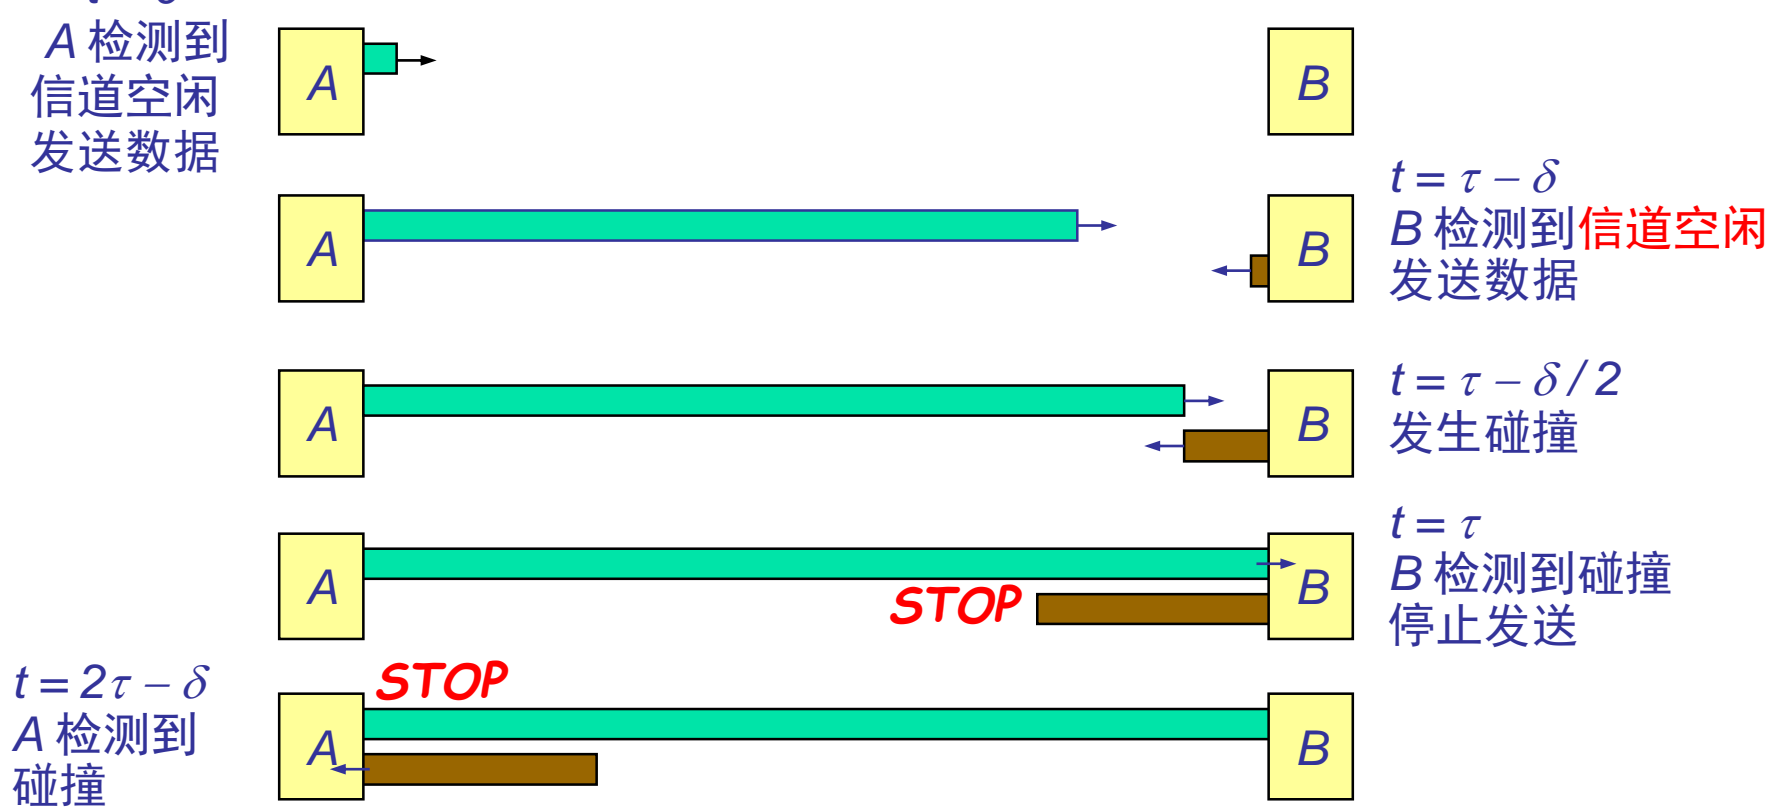 A 检测到
信道空闲
发送数据
A
B
t = τ − δ
B 检测到信道空闲
发送数据
A
B
t = τ − δ / 2
发生碰撞
A
B
t = τ
B 检测到碰撞
停止发送
A
STOP
B
t = 2τ − δ
A 检测到
碰撞
STOP
A
B